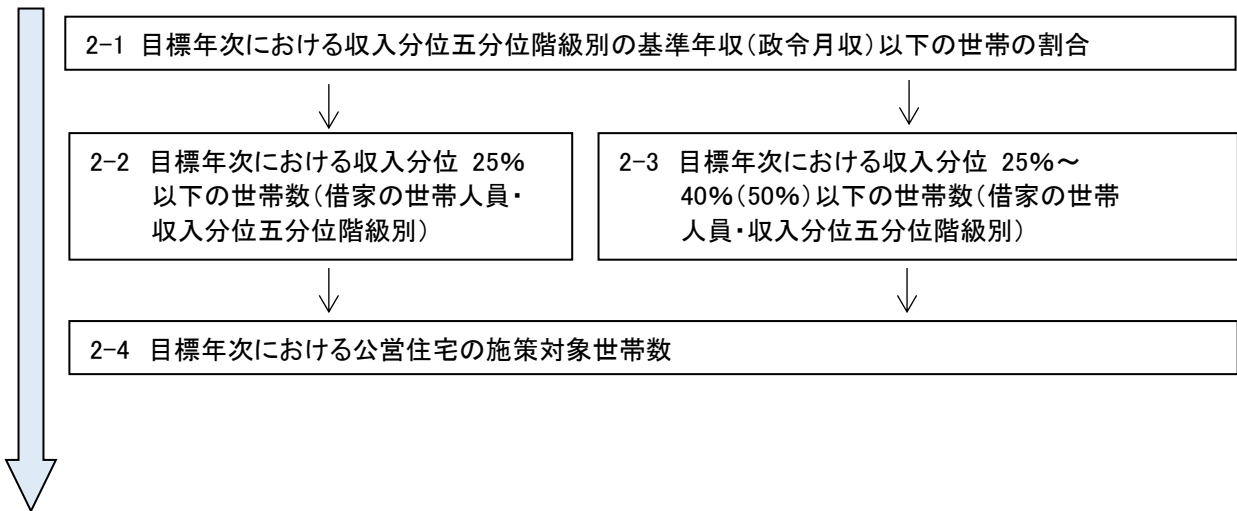 2-1 目標年次における収入分位五分位階級別の基準年収(政令月収)以下の世帯の割合
2-2 目標年次における収入分位 25%
以下の世帯数(借家の世帯人員・
収入分位五分位階級別)
2-3 目標年次における収入分位 25%～
40%(50%)以下の世帯数(借家の世帯
人員・収入分位五分位階級別)
2-4 目標年次における公営住宅の施策対象世帯数